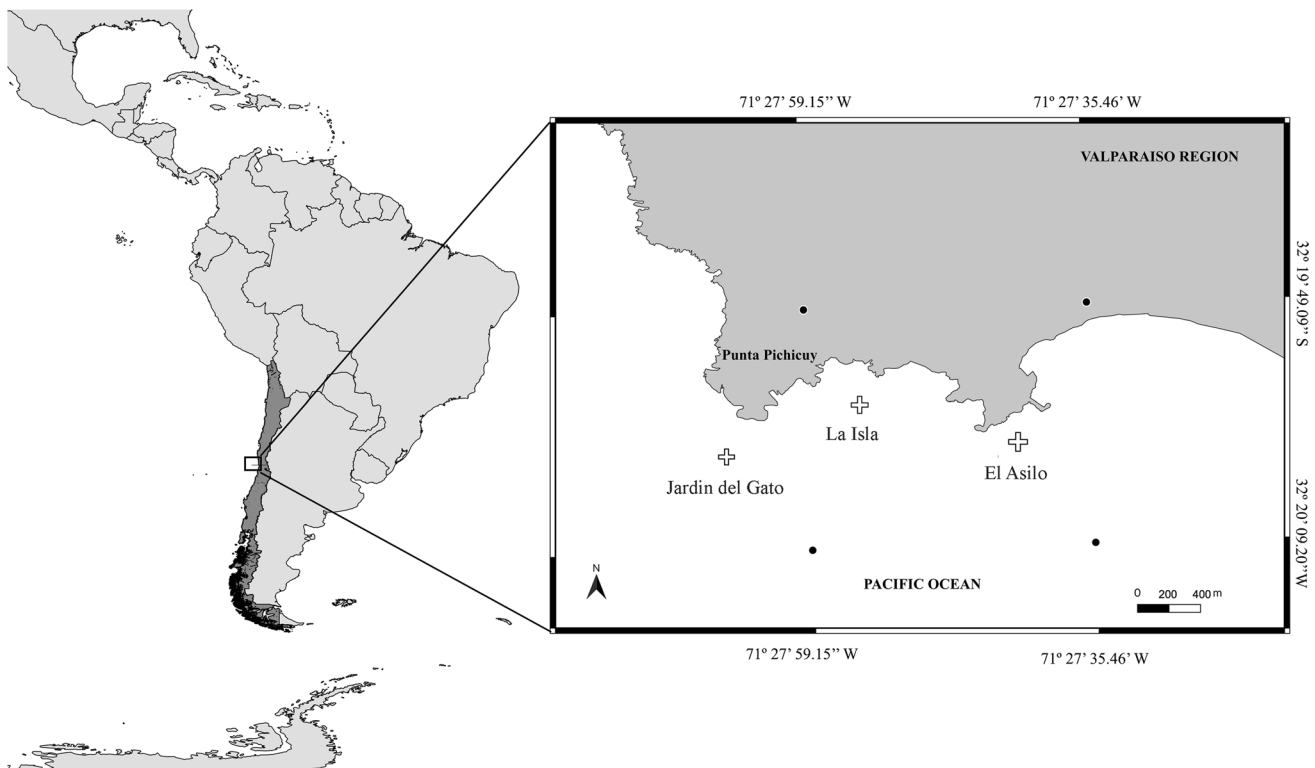 71º 27’ 59.15’’ W
71º 27’ 35.46’ W
VALPARAISO REGION
32º 19’ 49.09’’ S
Punta Pichicuy
La Isla
El Asilo
Jardin del Gato
32º 20’ 09.20’’W
N
PACIFIC OCEAN
0 200 400 m
71º 27’ 59.15’’ W
71º 27’ 35.46’ W